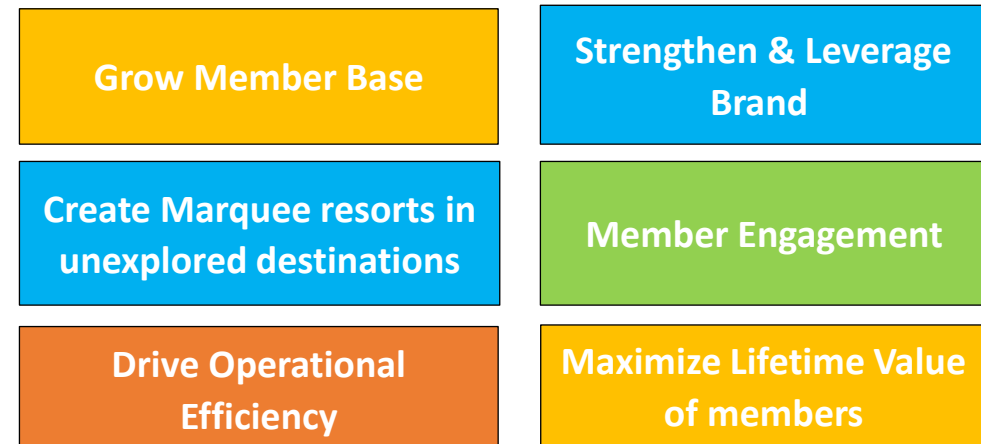 Grow Member Base
Strengthen & Leverage
Brand
Create Marquee resorts in
unexplored destinations
Member Engagement
Drive Operational
Efficiency
Maximize Lifetime Value
of members